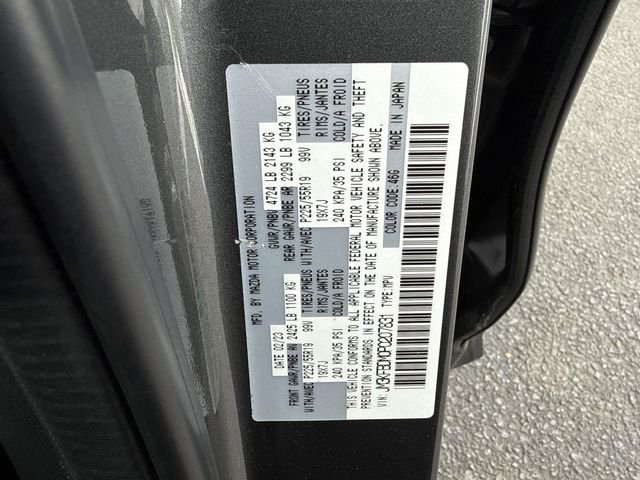 MFD. BY MAZDA MOTOR CORPORATION
DATE: 02/23 GVWR/PNBV 4724 LB 2143 KG
FRONT GAWR/PNBE AR 2425 LB 1100 KG REAR GAWR/PNBE AR 2299 LB 1043 KG
WITH/AVEC P225/55R19 99V TIRES/PNEUS WITH/AVEC P225/55R19 99V TIRES/PNEUS
19X7J RIMS/JANTES 19X7J RIMS/JANTES
240 KPA/35 PSI COLD/A FROID 240 KPA/35 PSI COLD/A FROID
THIS VEHICLE CONFORMS TO ALL APPLICABLE FEDERAL MOTOR VEHICLE SAFETY AND THEFT
PREVENTION STANDARDS IN EFFECT ON THE DATE OF MANUFACTURE SHOWN ABOVE.
VIN: JM3KFBDM0P0207831 TYPE: MPV COLOR CODE: 46G MADE IN JAPAN